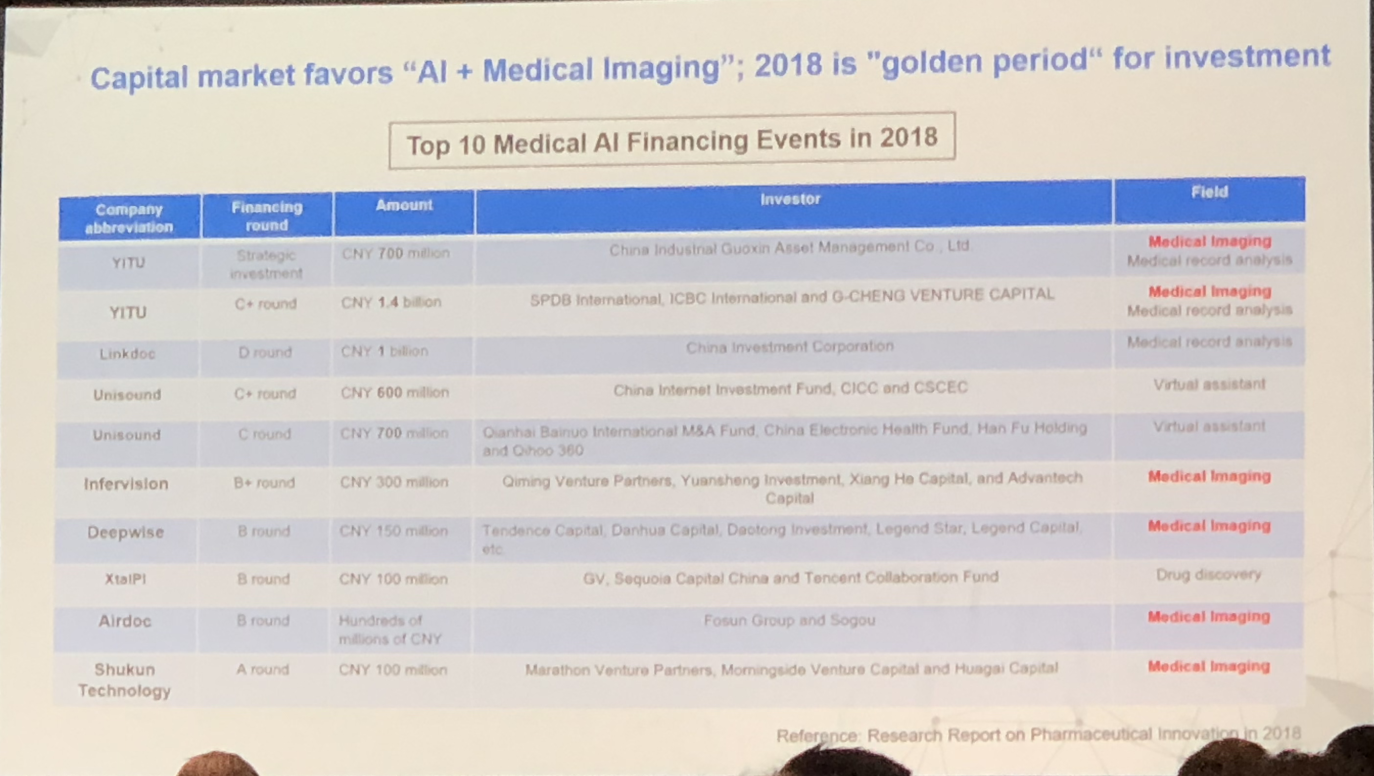 Capital market favors “AI + Medical Imaging”; 2018 is "golden period“ for investment
Top 10 Medical AI Financing Events in 2018
Company abbreviation Financing round Amount Investor Field
YITU Strategic investment CNY 700 million China Industrial Guoxin Asset Management Co., Ltd. Medical Imaging Medical record analysis
YITU C+ round CNY 1.4 billion SPDB International, ICBC International and G-CHENG VENTURE CAPITAL Medical Imaging Medical record analysis
Linkdoc D round CNY 1 billion China Investment Corporation Medical record analysis
Unisound C+ round CNY 600 million China Internet Investment Fund, CICC and CSCEC Virtual assistant
Unisound C round CNY 700 million Qianhai Bainuo International M&A Fund, China Electronic Health Fund, Han Fu Holding and Qihoo 360 Virtual assistant
Infervision B+ round CNY 300 million Qiming Venture Partners, Yuansheng Investment, Xiang He Capital, and Advantech Capital Medical Imaging
Deepwise B round CNY 150 million Tendence Capital, Danhua Capital, Daotong Investment, Legend Star, Legend Capital, etc. Medical Imaging
XtalPI B round CNY 100 million GV, Sequoia Capital China and Tencent Collaboration Fund Drug discovery
Airdoc B round Hundreds of millions of CNY Fosun Group and Sogou Medical Imaging
Shukun Technology A round CNY 100 million Marathon Venture Partners, Morningside Venture Capital and Huagai Capital Medical Imaging
Reference: Research Report on Pharmaceutical Innovation in 2018